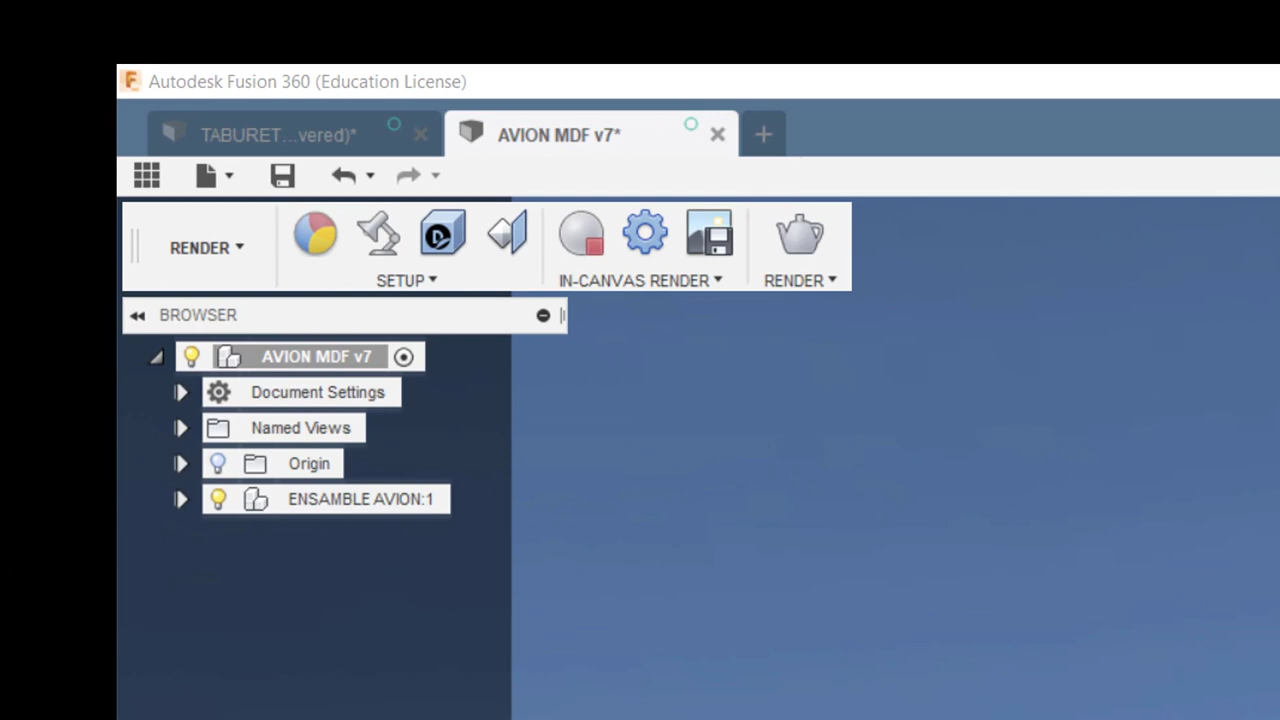 Autodesk Fusion 360 (Education License)
TABURET...vered)*
AVION MDF v7*
RENDER
SETUP
IN-CANVAS RENDER
RENDER
BROWSER
AVION MDF v7
Document Settings
Named Views
Origin
ENSAMBLE AVION:1